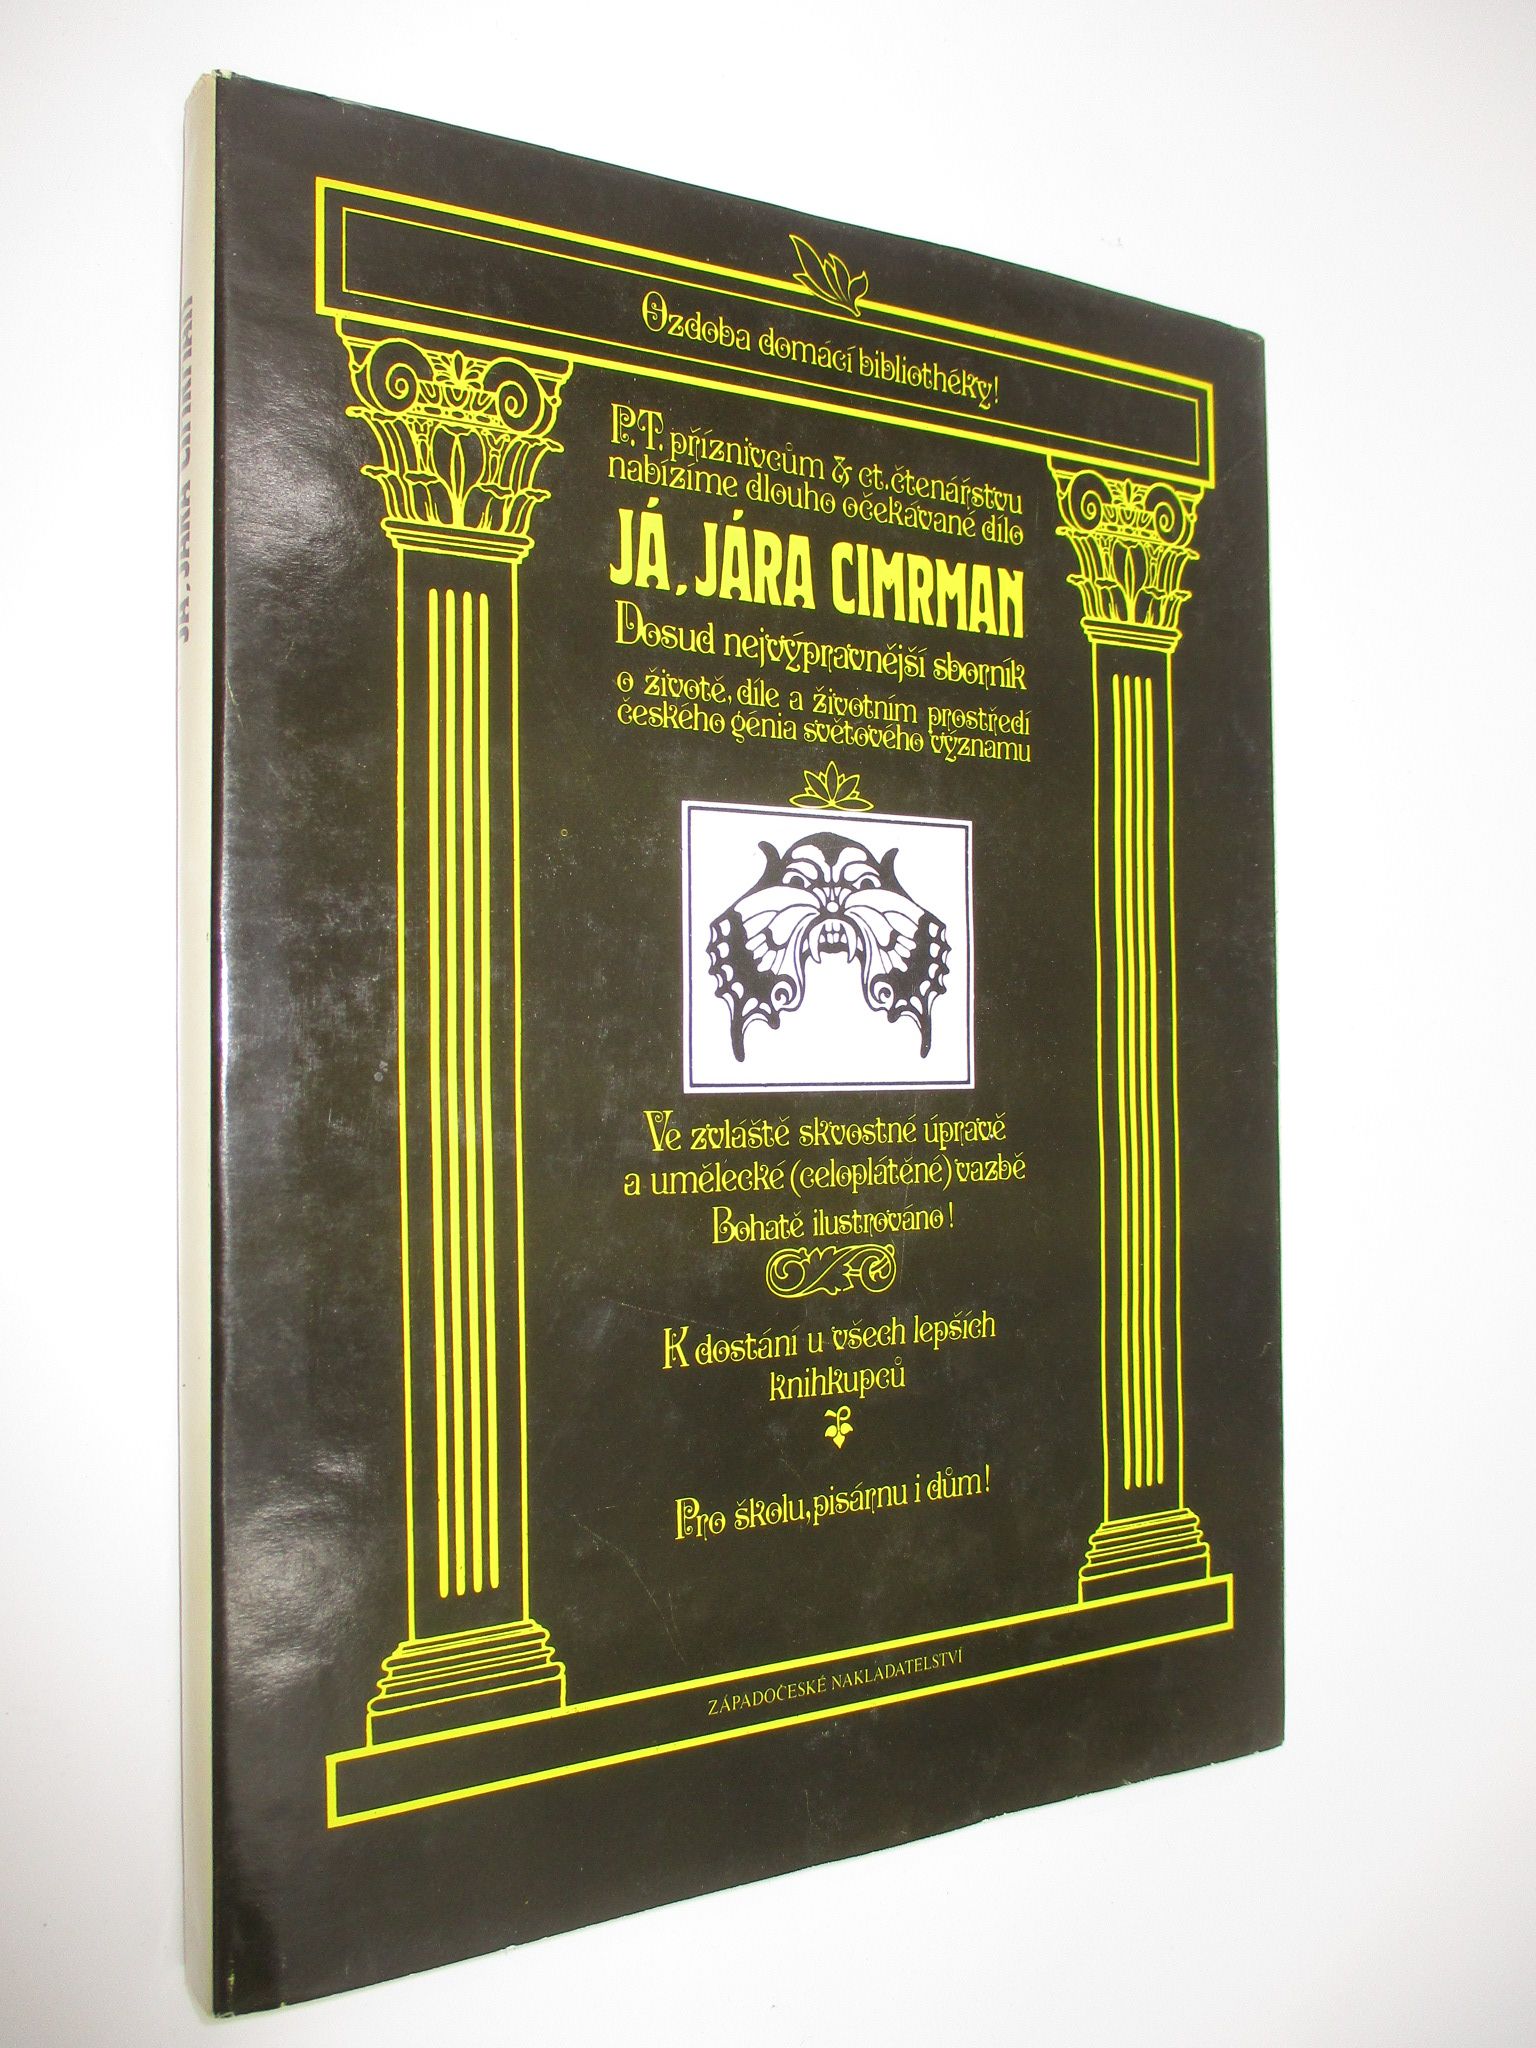 Ozdoba domácí bibliothéky!
P.T. příznivcům & ct. čtenářstvu
nabízíme dlouho očekávané dílo
JÁ, JÁRA CIMRMAN
Dosud nejvýpravnější sborník
o životě, díle a životním prostředí
českého génia světového významu
Ve zvláště skvostné úpravě
a umělecké (celoplátěné) vazbě
Bohatě ilustrováno!
K dostání u všech lepších
knihkupců
Pro školu, pisárnu i dům!
ZÁPADOČESKÉ NAKLADATELSTVÍ
JÁ, JÁRA CIMRMAN